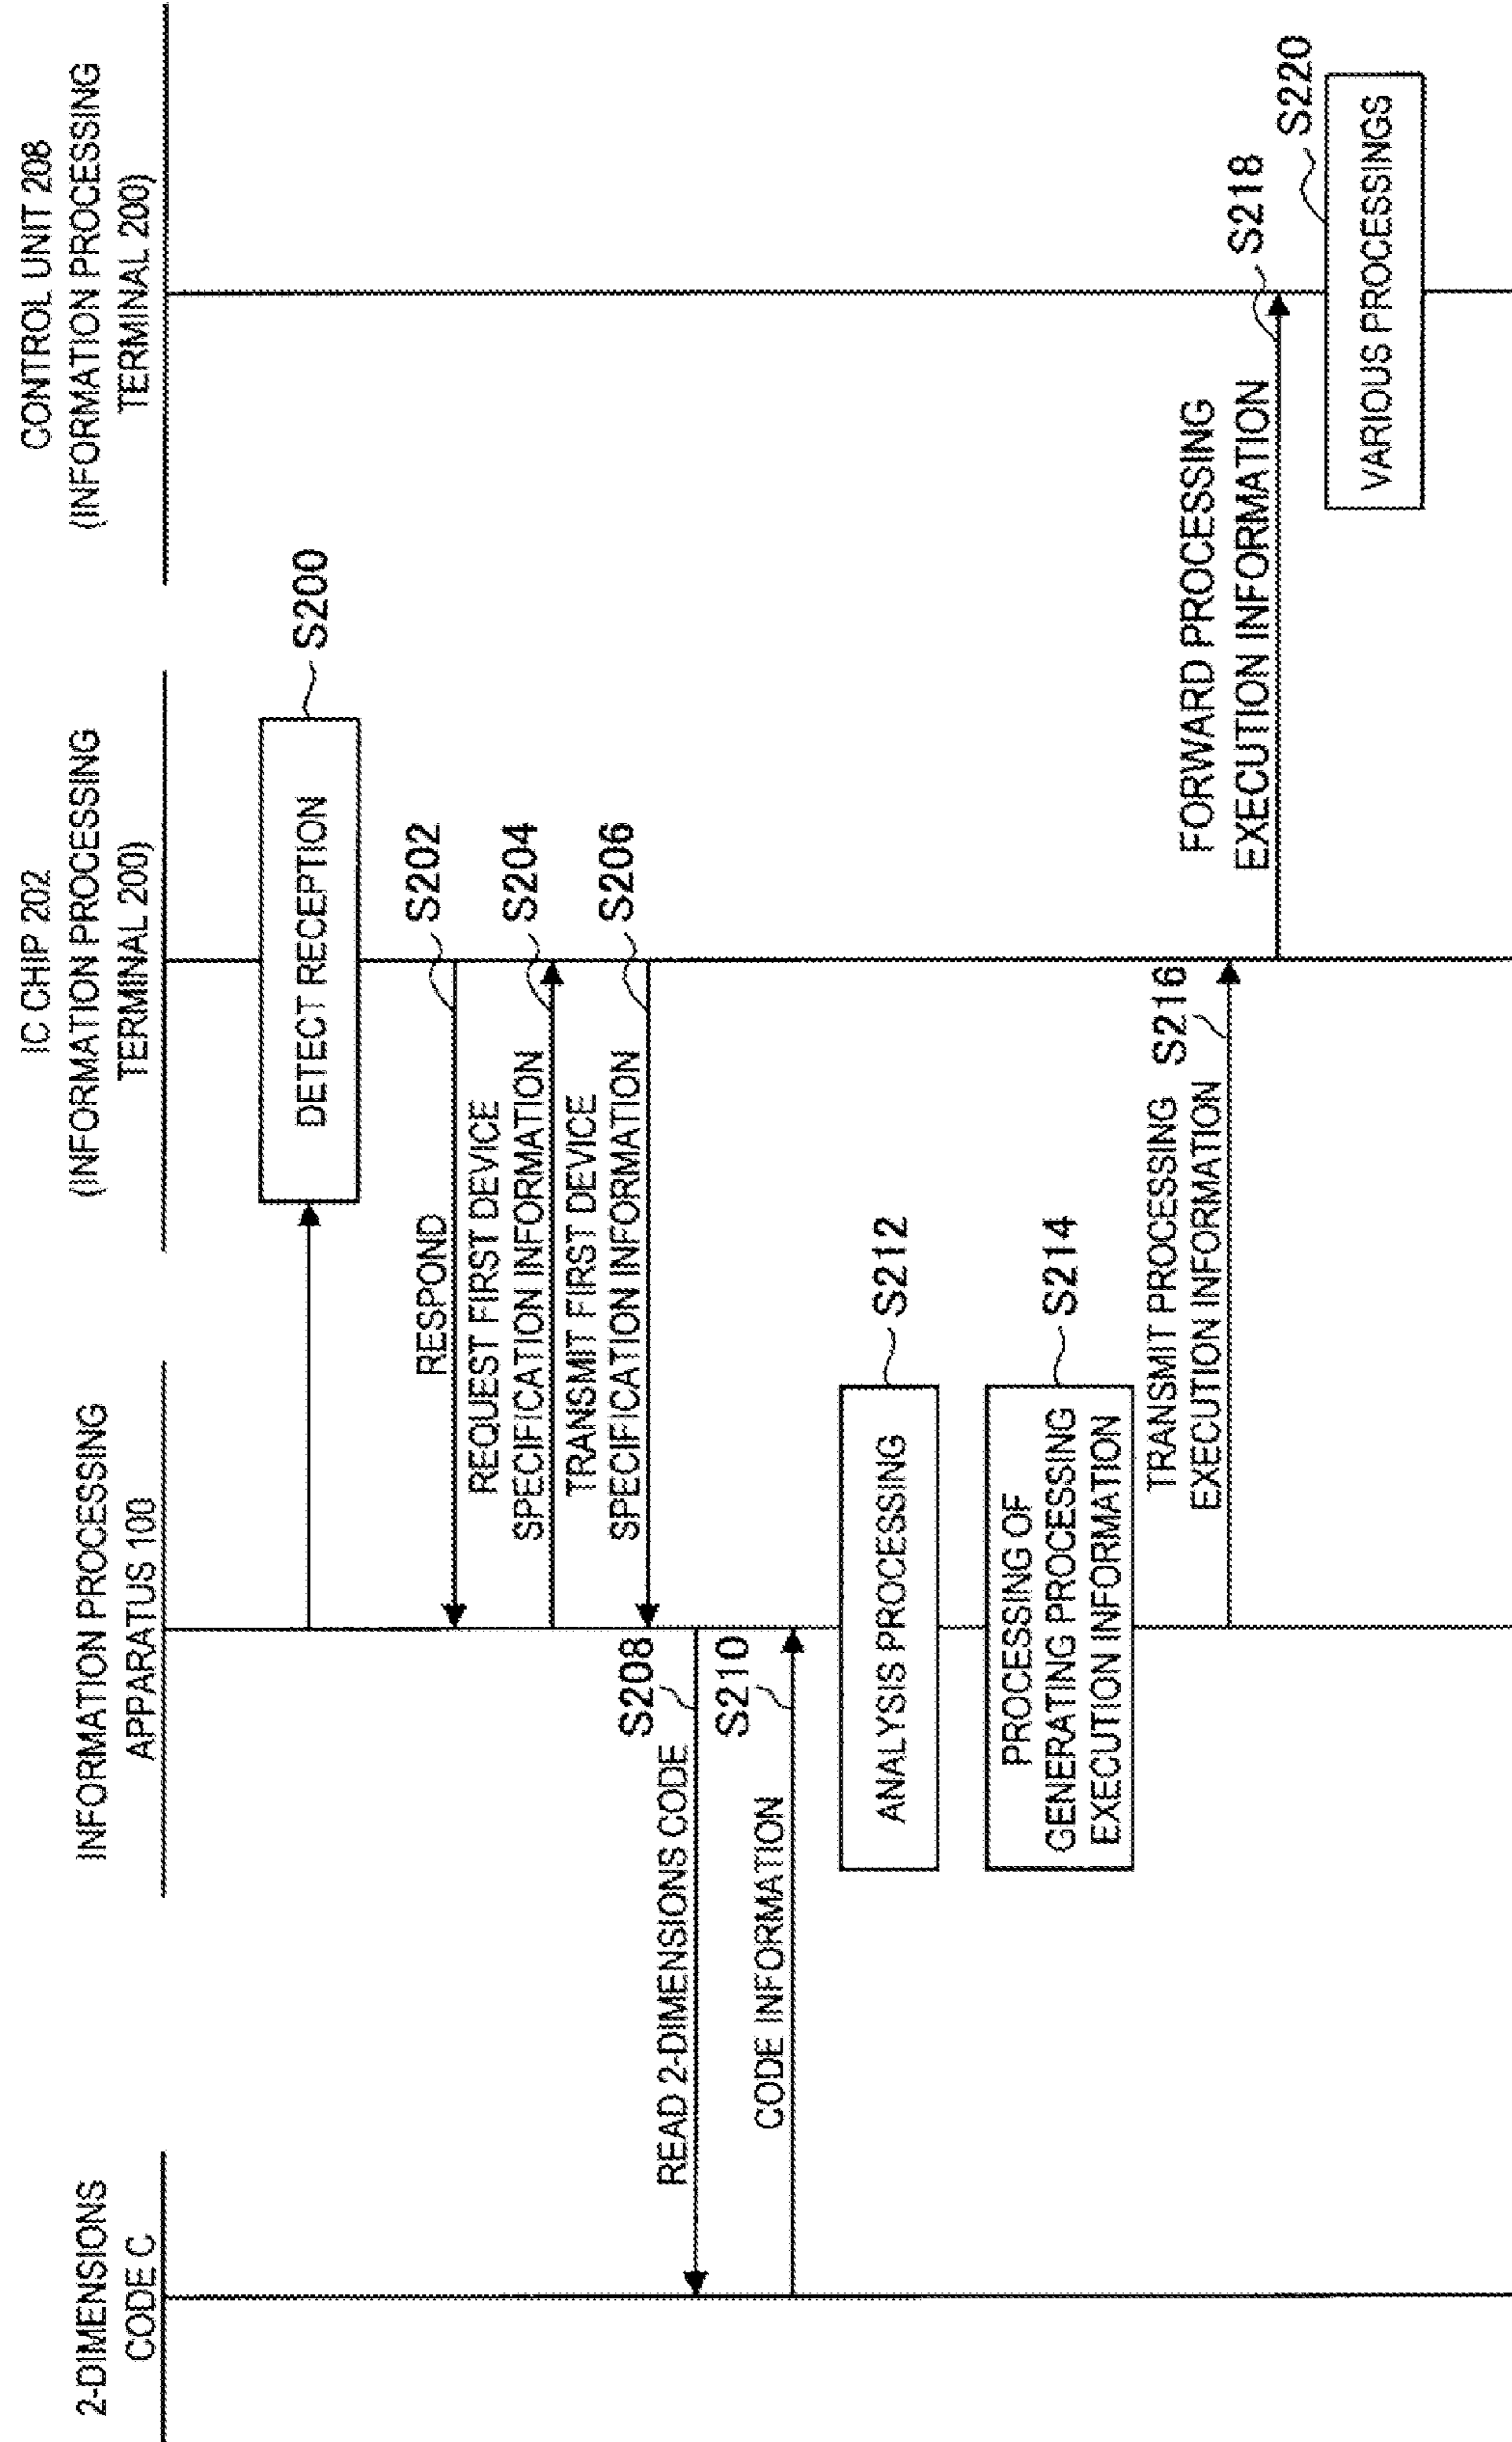 2-DIMENSIONS
CODE C
INFORMATION PROCESSING
APPARATUS 100
IC CHIP 202
(INFORMATION PROCESSING
TERMINAL 200)
CONTROL UNIT 208
(INFORMATION PROCESSING
TERMINAL 200)
DETECT RECEPTION
S200
RESPOND
S202
REQUEST FIRST DEVICE
SPECIFICATION INFORMATION
S204
TRANSMIT FIRST DEVICE
SPECIFICATION INFORMATION
S206
READ 2-DIMENSIONS CODE
S208
CODE INFORMATION
S210
ANALYSIS PROCESSING
S212
PROCESSING OF
GENERATING PROCESSING
EXECUTION INFORMATION
S214
TRANSMIT PROCESSING
EXECUTION INFORMATION
S216
FORWARD PROCESSING
EXECUTION INFORMATION
S218
VARIOUS PROCESSINGS
S220